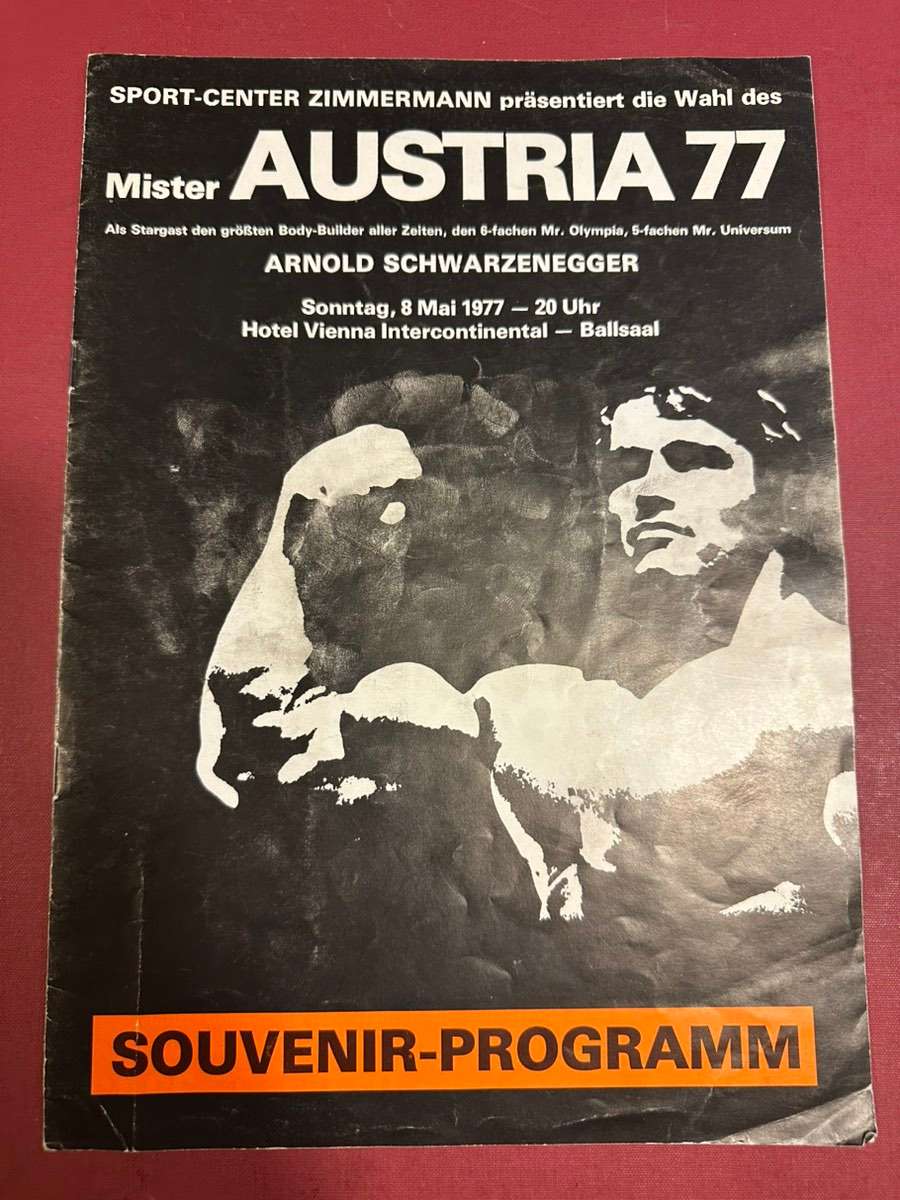 SPORT-CENTER ZIMMERMANN präsentiert die Wahl des
Mister AUSTRIA 77
Als Stargast den größten Body-Builder aller Zeiten, den 6-fachen Mr. Olympia, 5-fachen Mr. Universum
ARNOLD SCHWARZENEGGER
Sonntag, 8 Mai 1977 — 20 Uhr
Hotel Vienna Intercontinental — Ballsaal
SOUVENIR-PROGRAMM